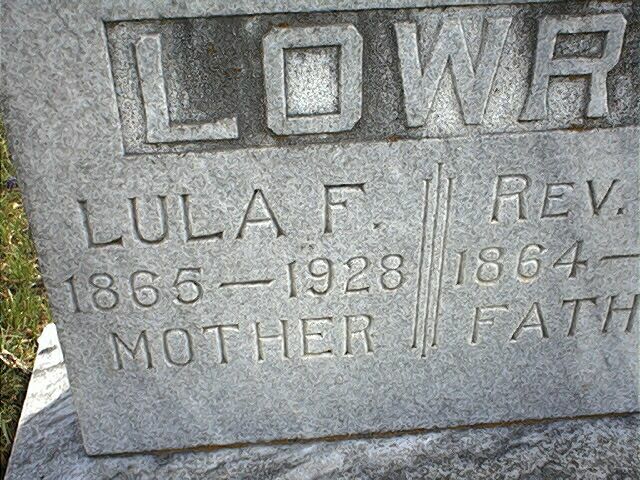 LOWR
LULA F.
1865 — 1928
MOTHER
REV.
1864 —
FATH